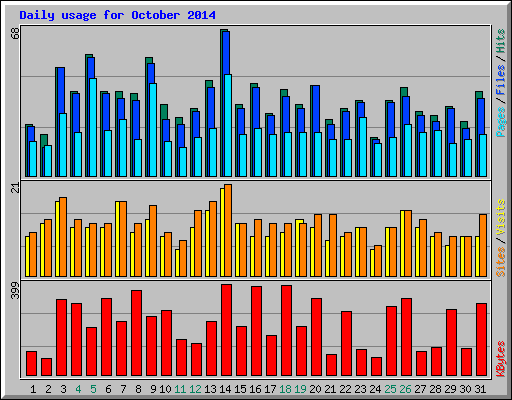 Daily usage for October 2014
68
Pages / Files / Hits
21
Sites / Visits
399
KBytes
1 2 3 4 5 6 7 8 9 10 11 12 13 14 15 16 17 18 19 20 21 22 23 24 25 26 27 28 29 30 31